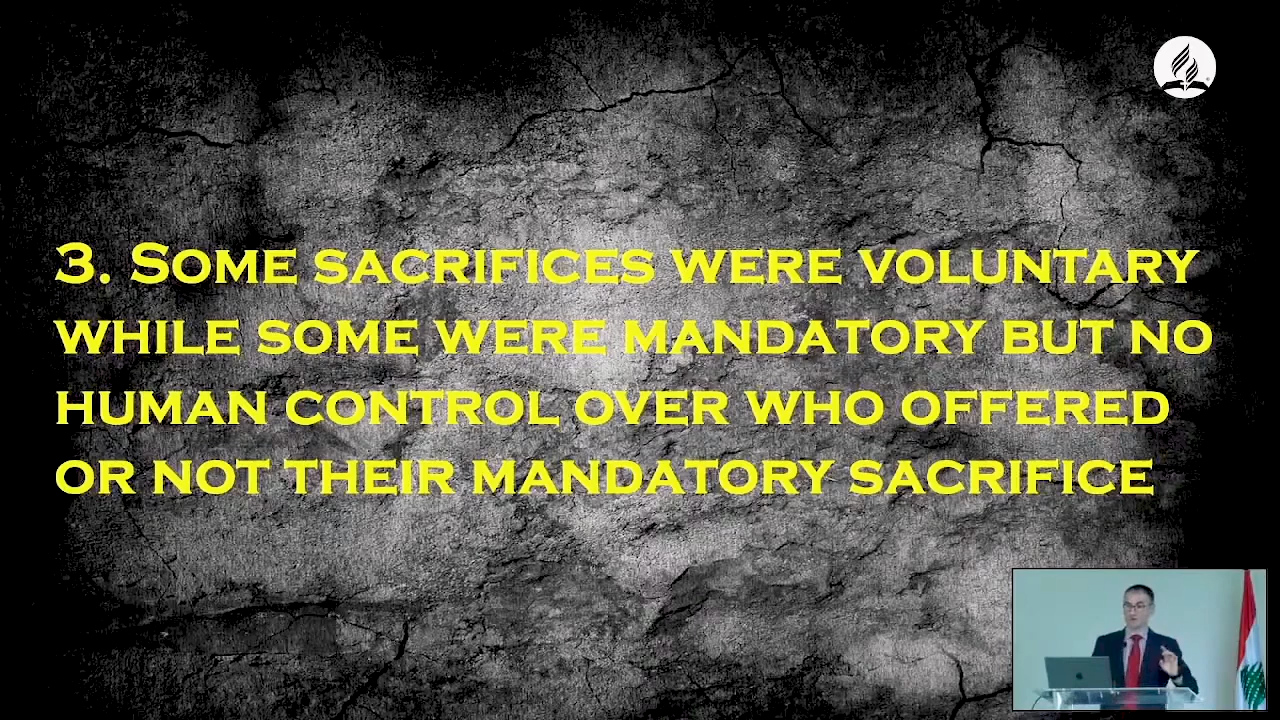 3. Some sacrifices were voluntary
while some were mandatory but no
human control over who offered
or not their mandatory sacrifice